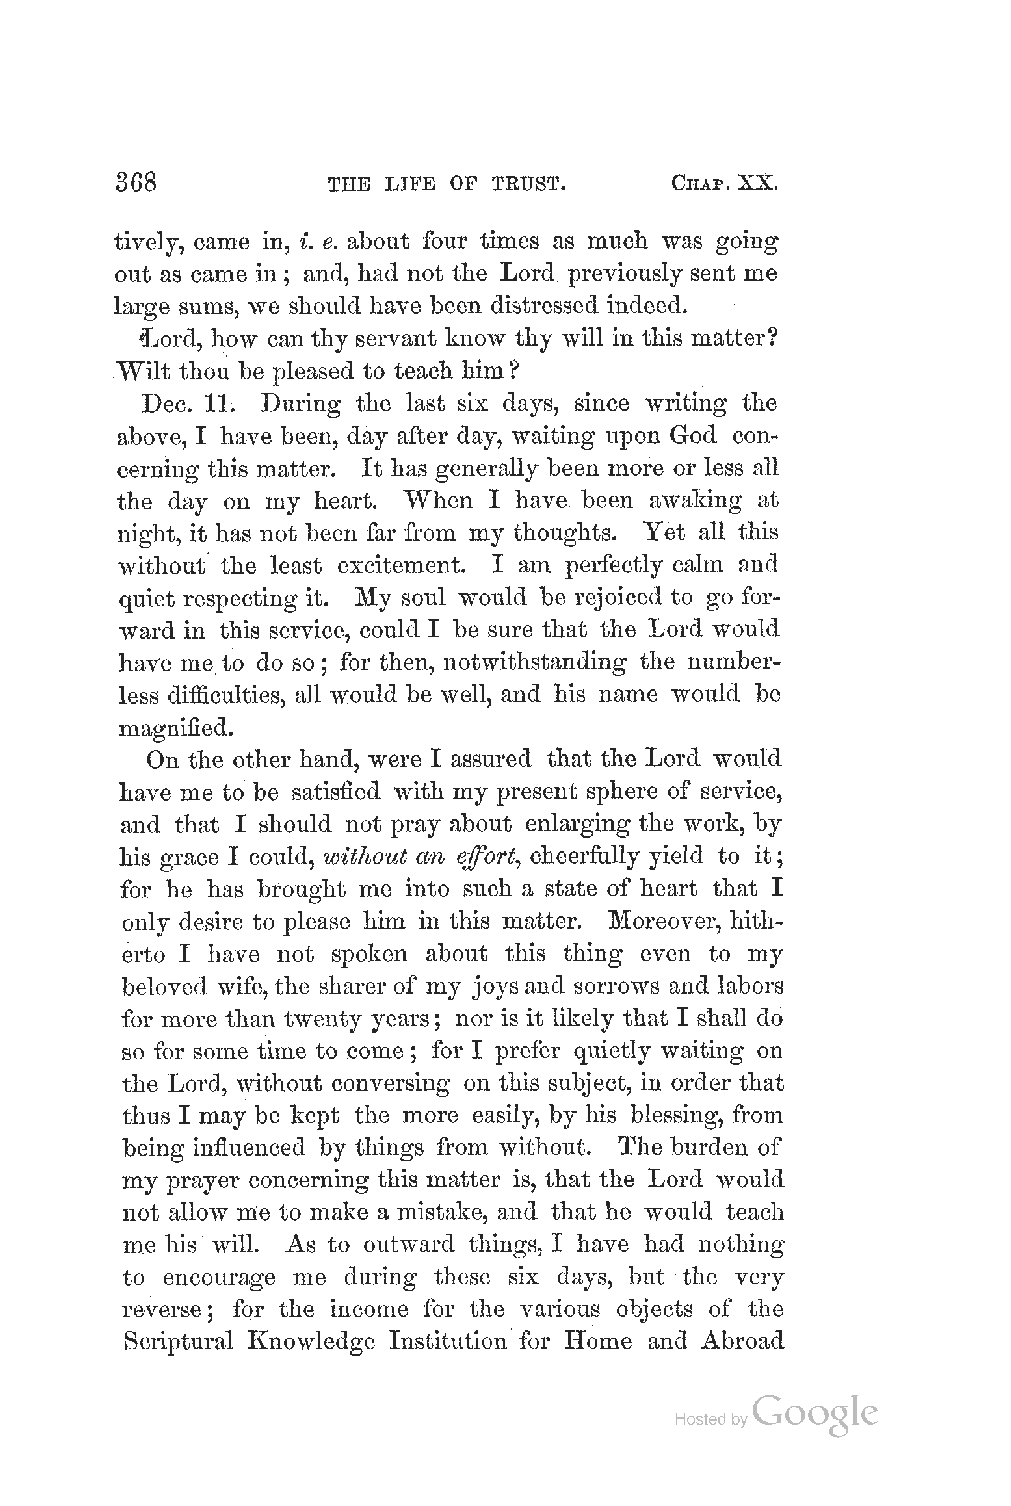 368 THE LIFE OF TRUST. CHAP. XX.
tively, came in, i. e. about four times as much was going
out as came in; and, had not the Lord previously sent me
large sums, we should have been distressed indeed.
Lord, how can thy servant know thy will in this matter?
Wilt thou be pleased to teach him?
Dec. 11. During the last six days, since writing the
above, I have been, day after day, waiting upon God con-
cerning this matter. It has generally been more or less all
the day on my heart. When I have been awaking at
night, it has not been far from my thoughts. Yet all this
without the least excitement. I am perfectly calm and
quiet respecting it. My soul would be rejoiced to go for-
ward in this service, could I be sure that the Lord would
have me to do so; for then, notwithstanding the number-
less difficulties, all would be well, and his name would be
magnified.
On the other hand, were I assured that the Lord would
have me to be satisfied with my present sphere of service,
and that I should not pray about enlarging the work, by
his grace I could, without an effort, cheerfully yield to it;
for he has brought me into such a state of heart that I
only desire to please him in this matter. Moreover, hith-
erto I have not spoken about this thing even to my
beloved wife, the sharer of my joys and sorrows and labors
for more than twenty years; nor is it likely that I shall do
so for some time to come; for I prefer quietly waiting on
the Lord, without conversing on this subject, in order that
thus I may be kept the more easily, by his blessing, from
being influenced by things from without. The burden of
my prayer concerning this matter is, that the Lord would
not allow me to make a mistake, and that he would teach
me his will. As to outward things, I have had nothing
to encourage me during these six days, but the very
reverse; for the income for the various objects of the
Scriptural Knowledge Institution for Home and Abroad
Hosted by Google